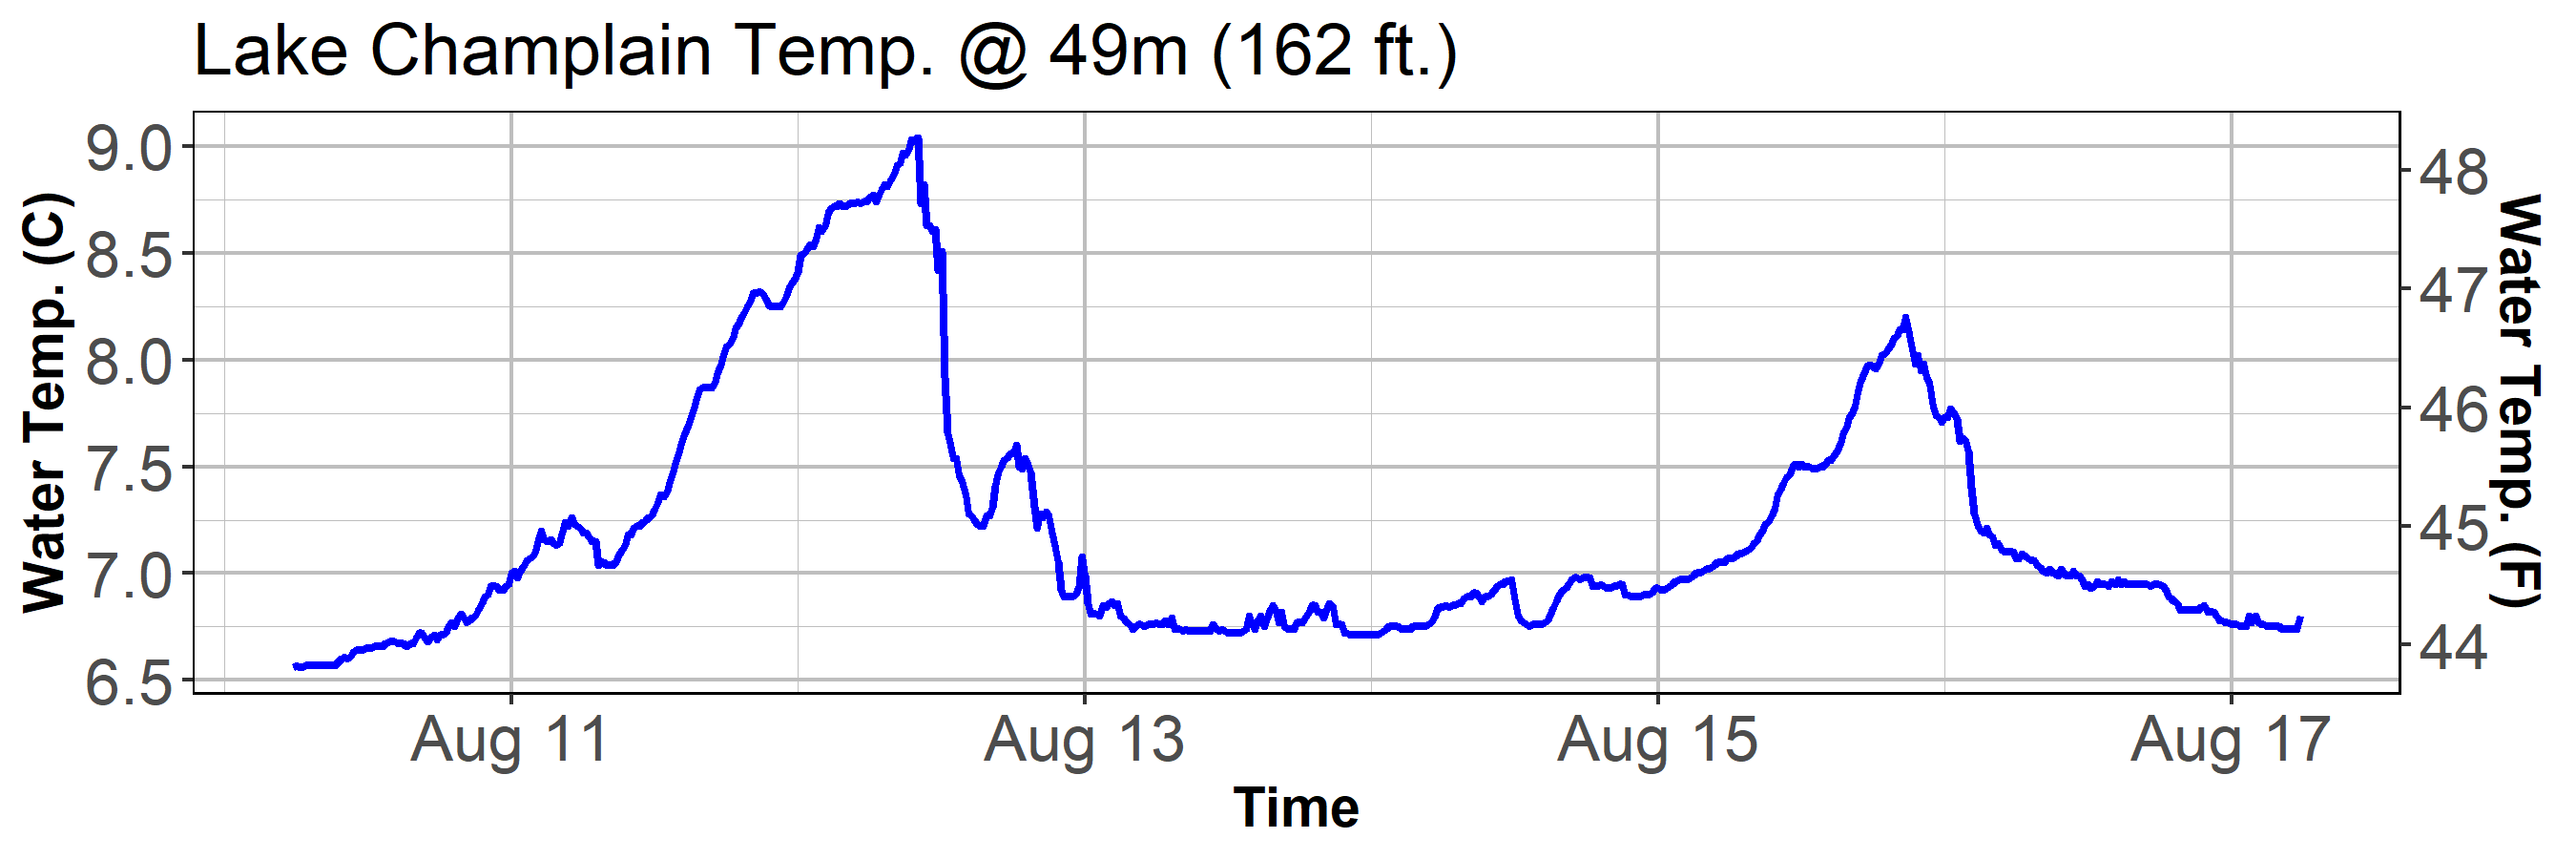 Lake Champlain Temp. @ 49m (162 ft.)
Water Temp. (C)
9.0
8.5
8.0
7.5
7.0
6.5
48
47
46
45
44
Water Temp. (F)
Aug 11 Aug 13 Aug 15 Aug 17
Time